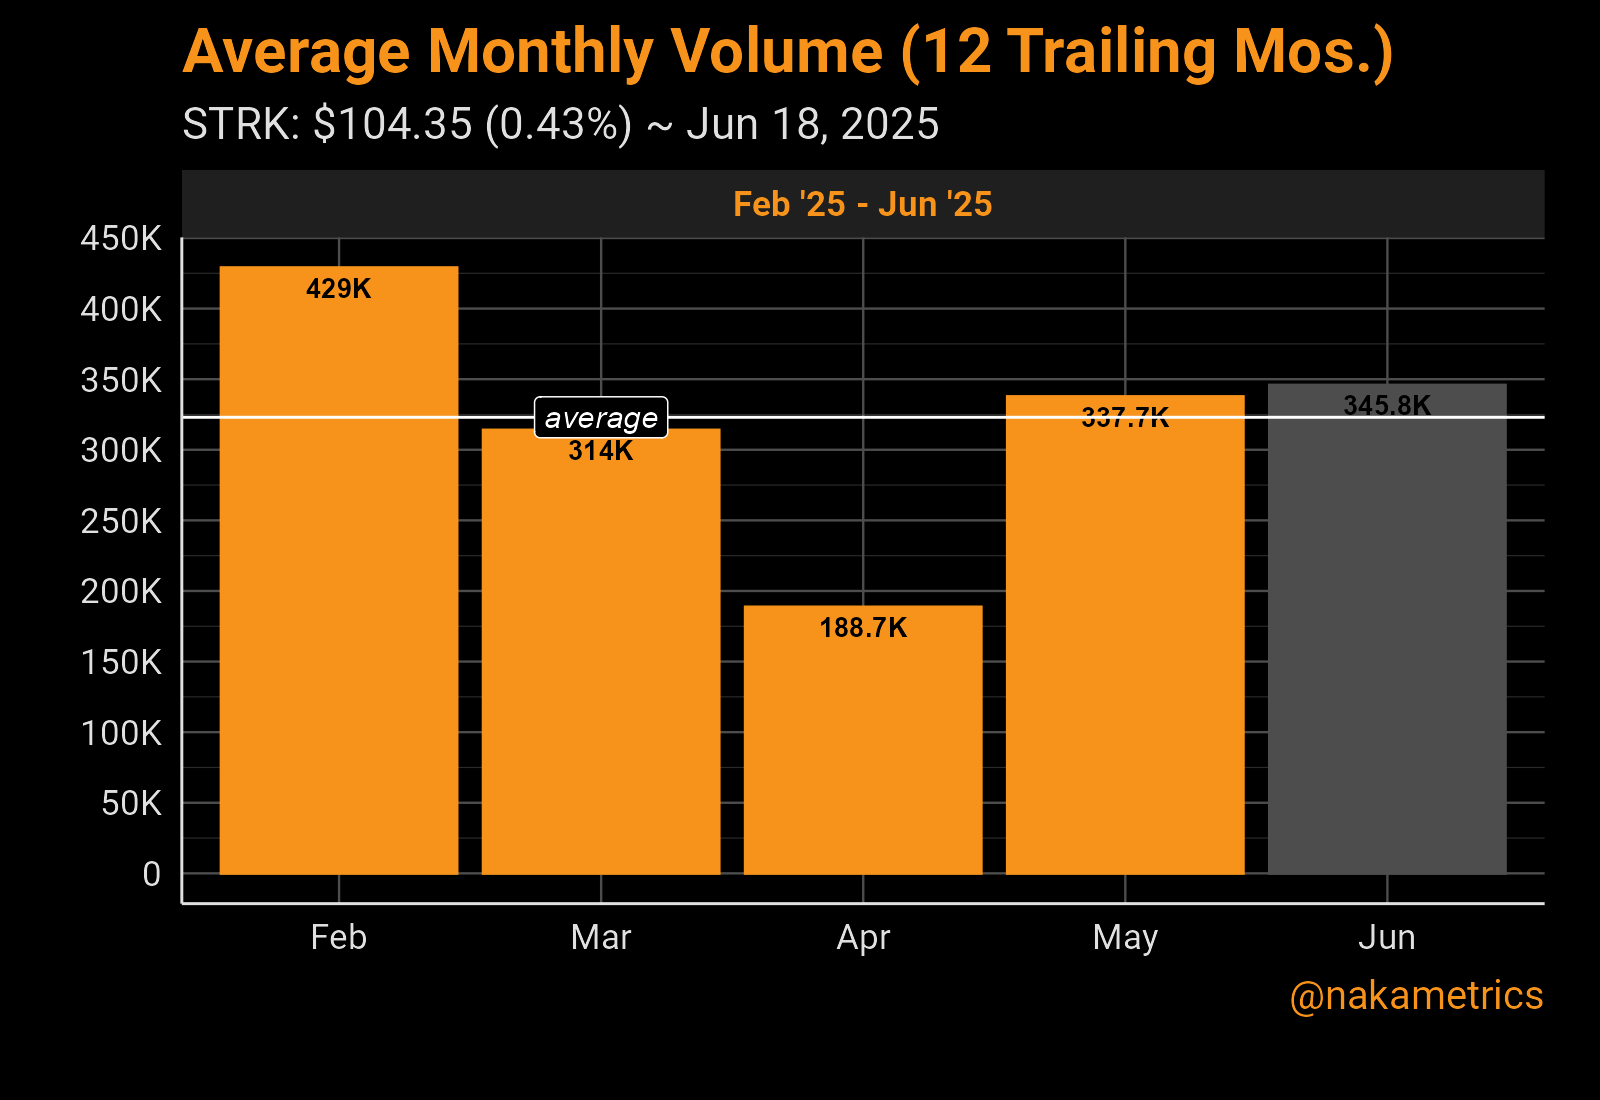 Average Monthly Volume (12 Trailing Mos.)
STRK: $104.35 (0.43%) ~ Jun 18, 2025
Feb '25 - Jun '25
450K
400K
350K
300K
250K
200K
150K
100K
50K
0
429K
average
314K
188.7K
337.7K
345.8K
Feb
Mar
Apr
May
Jun
@nakametrics